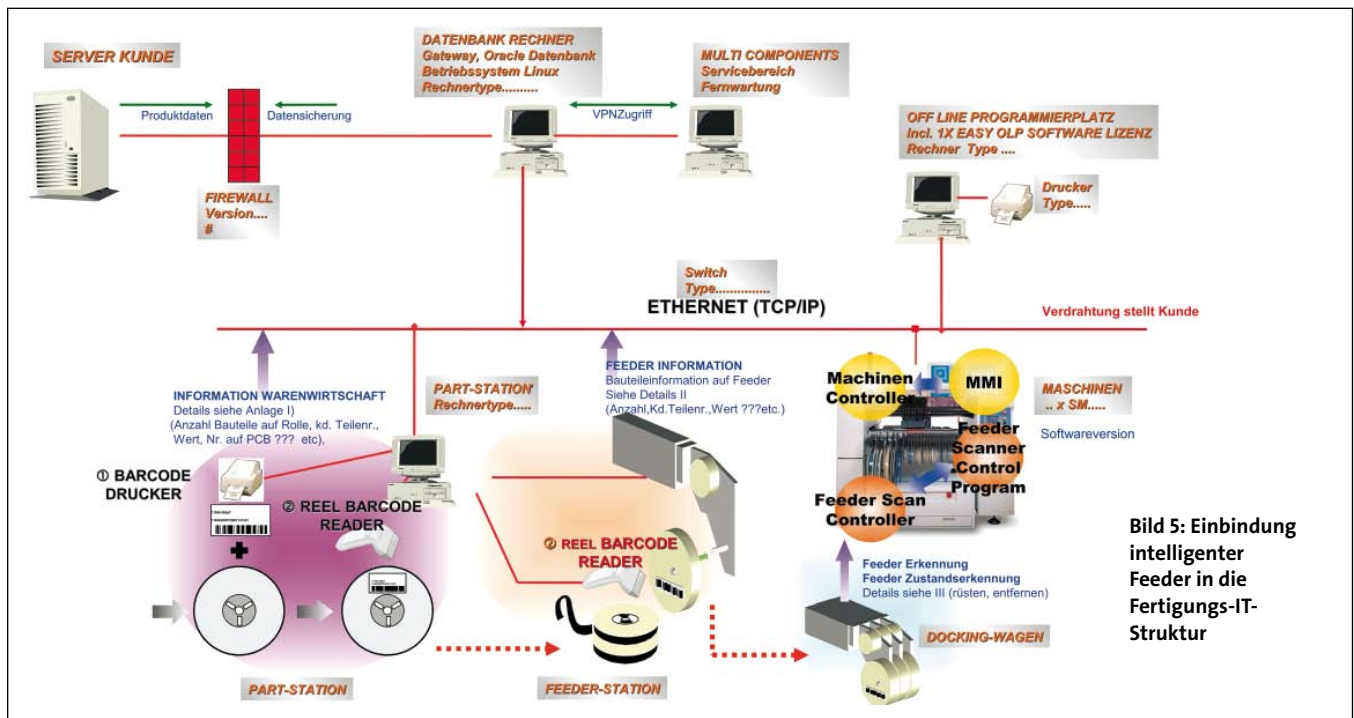 SERVER KUNDE
DATENBANK RECHNER
Gateway, Oracle Datenbank
Betriebssystem Linux
Rechnertype..........
MULTI COMPONENTS
Servicebereich
Fernwartung
Produktdaten
Datensicherung
VPNZugriff
OFF LINE PROGRAMMIERPLATZ
Incl. 1X EASY OLP SOFTWARE LIZENZ
Rechner Type ....
FIREWALL
Version....
#
Drucker
Type.....
Switch
Type...............
ETHERNET (TCP/IP)
Verdrahtung stellt Kunde
INFORMATION WARENWIRTSCHAFT
Details siehe Anlage I)
(Anzahl Bauteile auf Rolle, kd. Teilenr.,
Wert, Nr. auf PCB ??? etc),
PART-STATION'
Rechnertype.....
FEEDER INFORMATION
Bauteileinformation auf Feeder
Siehe Details II
(Anzahl,Kd.Teilenr.,Wert ???etc.)
Machinen
Controller
MMI
MASCHINEN
.. x SM.....
Softwareversion
Feeder
Scanner
Control
Program
Feeder Scan
Controller
① BARCODE
DRUCKER
② REEL BARCODE
READER
② REEL BARCODE
READER
Feeder Erkennung
Feeder Zustandserkennung
Details siehe III (rüsten, entfernen)
DOCKING-WAGEN
PART-STATION
FEEDER-STATION
Bild 5: Einbindung
intelligenter
Feeder in die
Fertigungs-IT-
Struktur